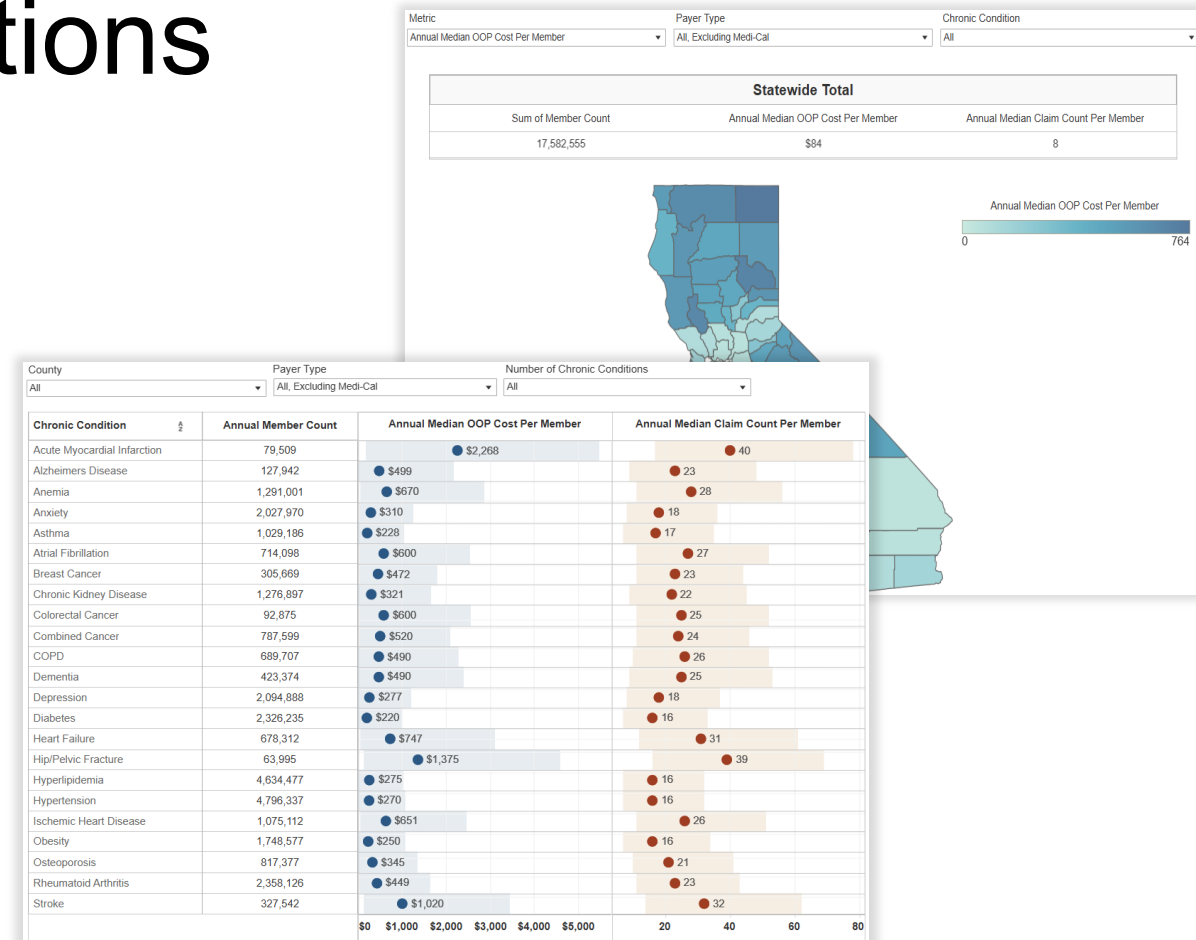 tions
Metric Payer Type Chronic Condition
Annual Median OOP Cost Per Member All, Excluding Medi-Cal All
Statewide Total
Sum of Member Count Annual Median OOP Cost Per Member Annual Median Claim Count Per Member
17,582,555 $84 8
Annual Median OOP Cost Per Member
0 764
County Payer Type Number of Chronic Conditions
All All, Excluding Medi-Cal All
Chronic Condition Annual Member Count Annual Median OOP Cost Per Member Annual Median Claim Count Per Member
Acute Myocardial Infarction 79,509 $2,268 40
Alzheimers Disease 127,942 $499 23
Anemia 1,291,001 $670 28
Anxiety 2,027,970 $310 18
Asthma 1,029,186 $228 17
Atrial Fibrillation 714,098 $600 27
Breast Cancer 305,669 $472 23
Chronic Kidney Disease 1,276,897 $321 22
Colorectal Cancer 92,875 $600 25
Combined Cancer 787,599 $520 24
COPD 689,707 $490 26
Dementia 423,374 $490 25
Depression 2,094,888 $277 18
Diabetes 2,326,235 $220 16
Heart Failure 678,312 $747 31
Hip/Pelvic Fracture 63,995 $1,375 39
Hyperlipidemia 4,634,477 $275 16
Hypertension 4,796,337 $270 16
Ischemic Heart Disease 1,075,112 $651 26
Obesity 1,748,577 $250 16
Osteoporosis 817,377 $345 21
Rheumatoid Arthritis 2,358,126 $449 23
Stroke 327,542 $1,020 32
$0 $1,000 $2,000 $3,000 $4,000 $5,000 20 40 60 80